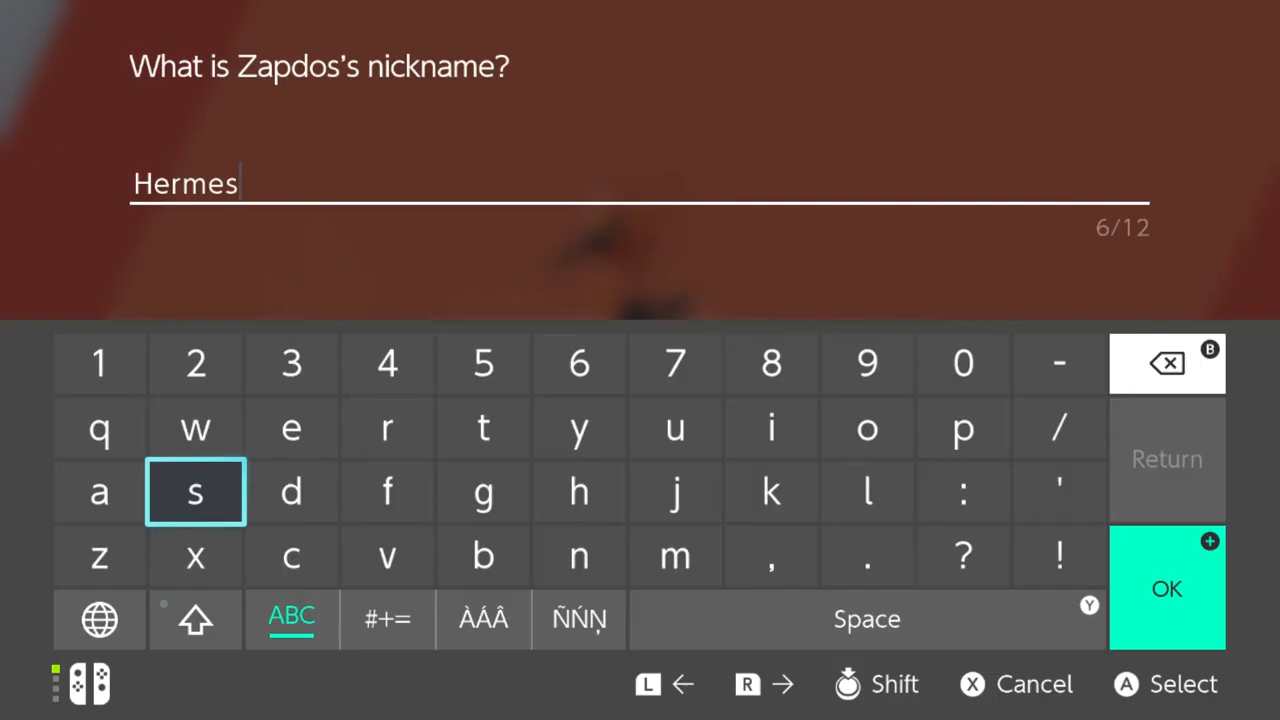 What is Zapdos's nickname?
Hermes
6/12
1 2 3 4 5 6 7 8 9 0 - B
q w e r t y u i o p / Return
a s d f g h j k l : '
z x c v b n m , . ? ! + OK
ABC #+= ÀÁÂ ÑŃŅ Space Y
L ← R → Shift X Cancel A Select